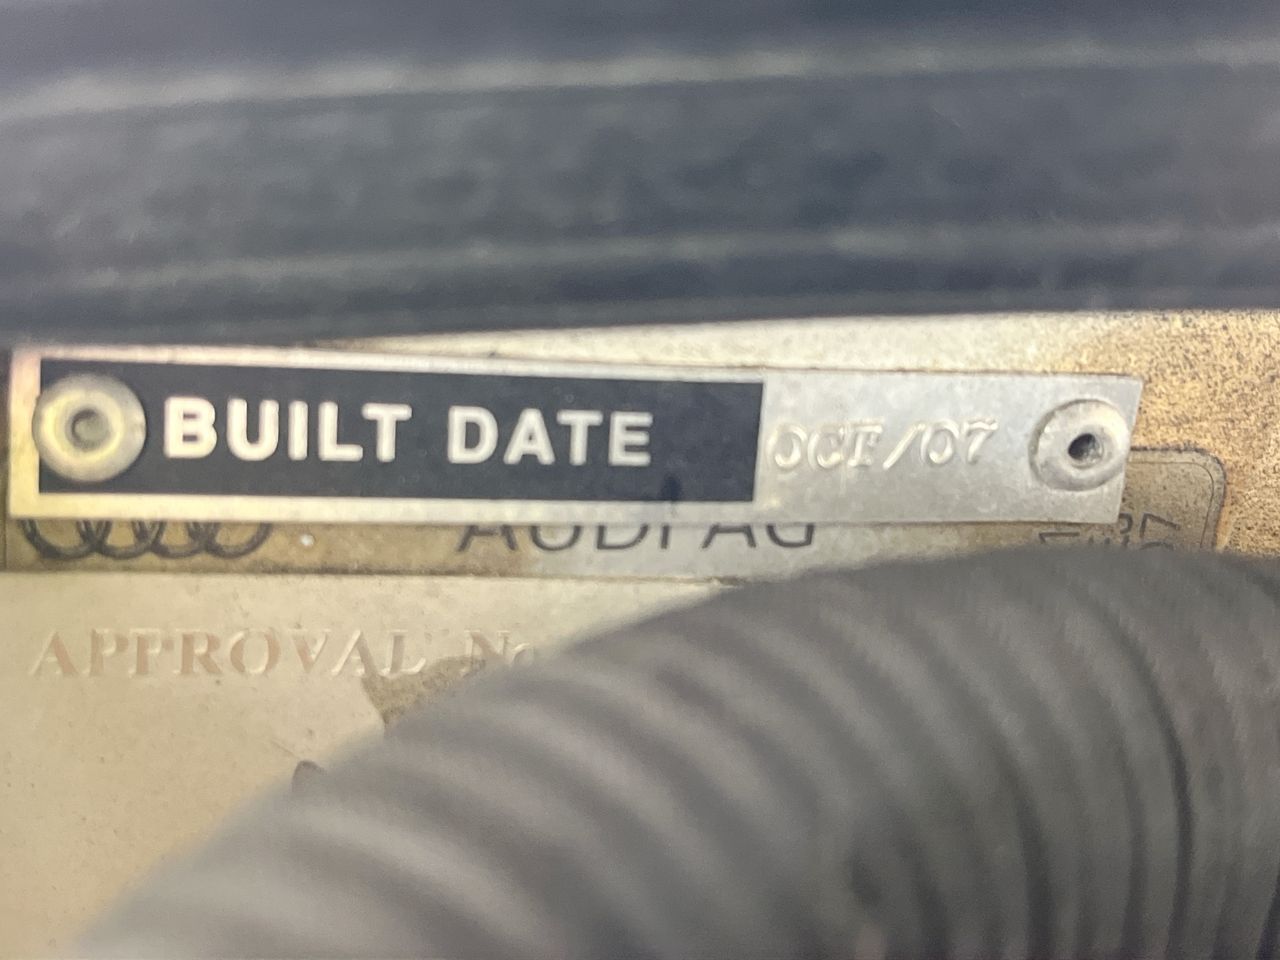 BUILT DATE OCT/07
AUDI AG
APPROVAL No